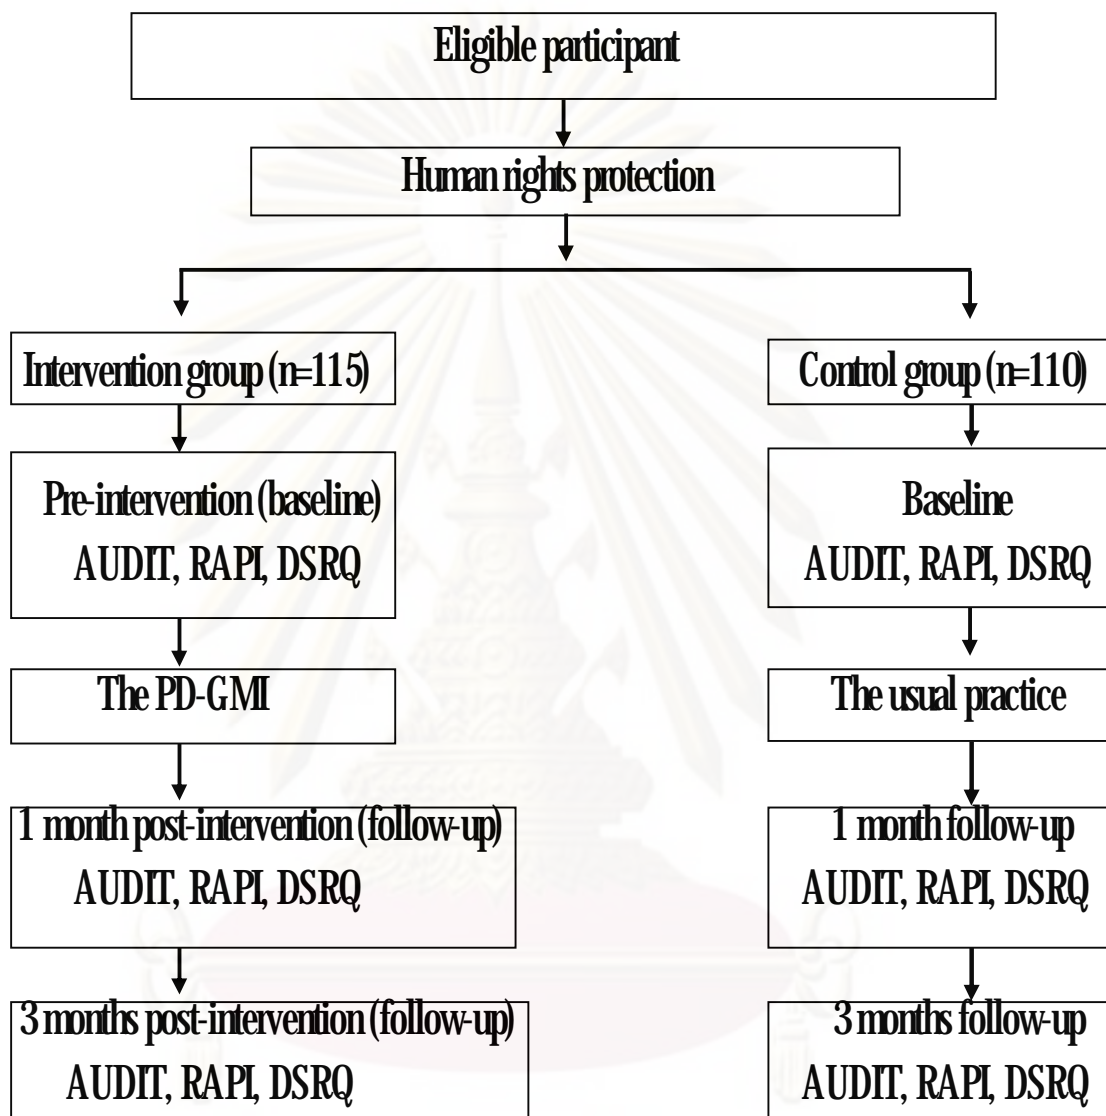 Eligible participant
Human rights protection
Intervention group (n=115)
Control group (n=110)
Pre-intervention (baseline)
AUDIT, RAPI, DSRQ
Baseline
AUDIT, RAPI, DSRQ
The PD-GMI
The usual practice
1 month post-intervention (follow-up)
AUDIT, RAPI, DSRQ
1 month follow-up
AUDIT, RAPI, DSRQ
3 months post-intervention (follow-up)
AUDIT, RAPI, DSRQ
3 months follow-up
AUDIT, RAPI, DSRQ